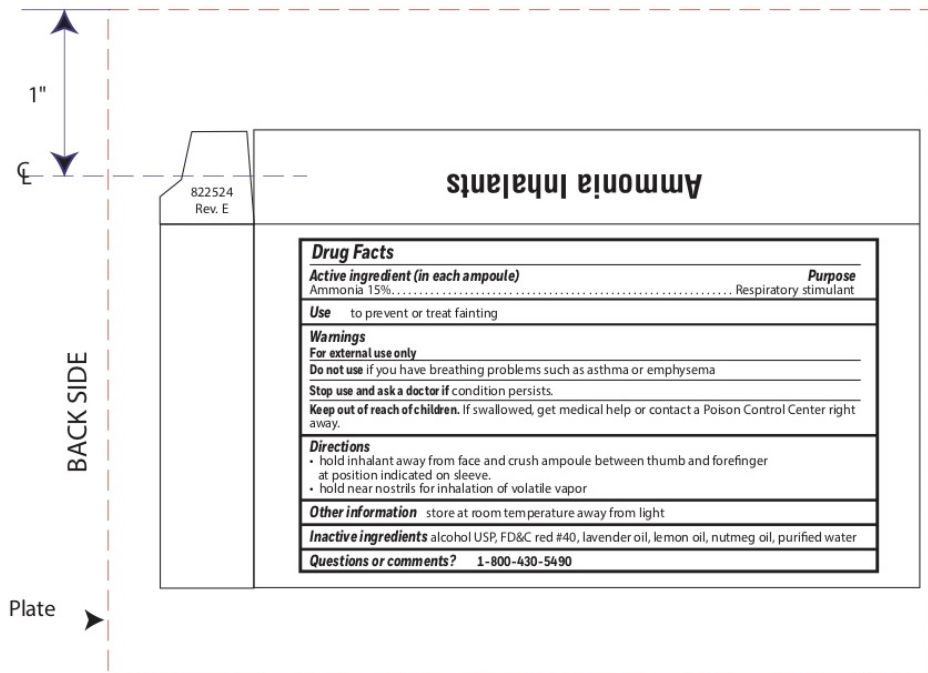 1"
℄
822524
Rev. E
Ammonia Inhalants
BACK SIDE
Plate
Drug Facts
Active ingredient (in each ampoule) Purpose
Ammonia 15%............................................................. Respiratory stimulant
Use to prevent or treat fainting
Warnings
For external use only
Do not use if you have breathing problems such as asthma or emphysema
Stop use and ask a doctor if condition persists.
Keep out of reach of children. If swallowed, get medical help or contact a Poison Control Center right
away.
Directions
• hold inhalant away from face and crush ampoule between thumb and forefinger
at position indicated on sleeve.
• hold near nostrils for inhalation of volatile vapor
Other information store at room temperature away from light
Inactive ingredients alcohol USP, FD&C red #40, lavender oil, lemon oil, nutmeg oil, purified water
Questions or comments? 1-800-430-5490